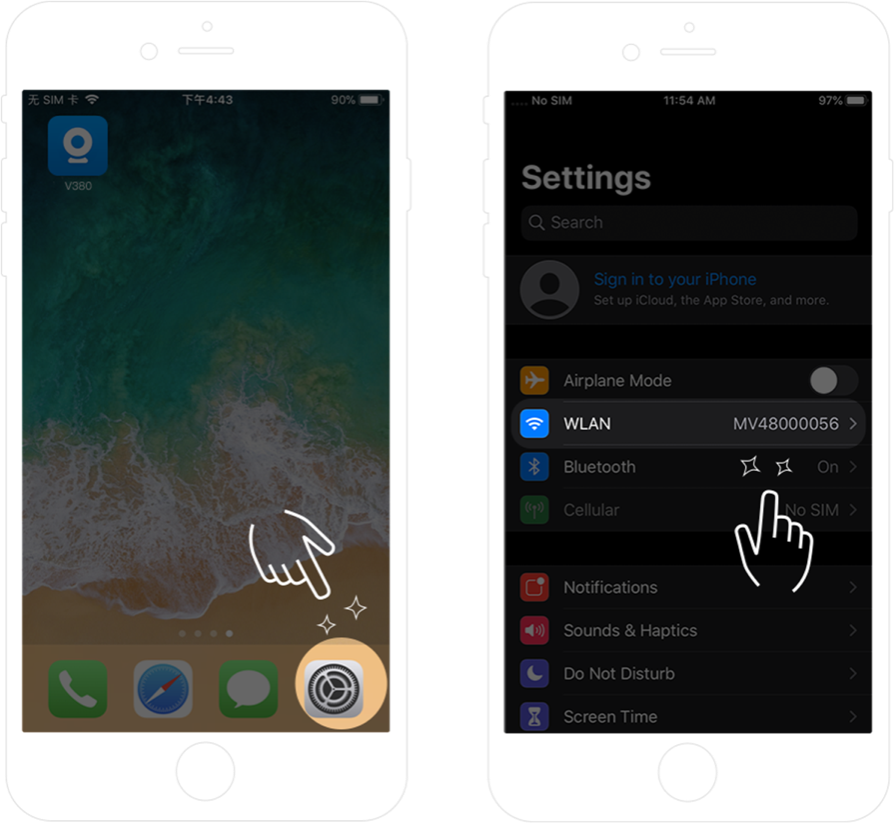 无 SIM 卡 下午4:43 90%
V380
No SIM 11:54 AM 97%
Settings
Search
Sign in to your iPhone
Set up iCloud, the App Store, and more.
Airplane Mode
WLAN MV48000056
Bluetooth On
Cellular No SIM
Notifications
Sounds & Haptics
Do Not Disturb
Screen Time